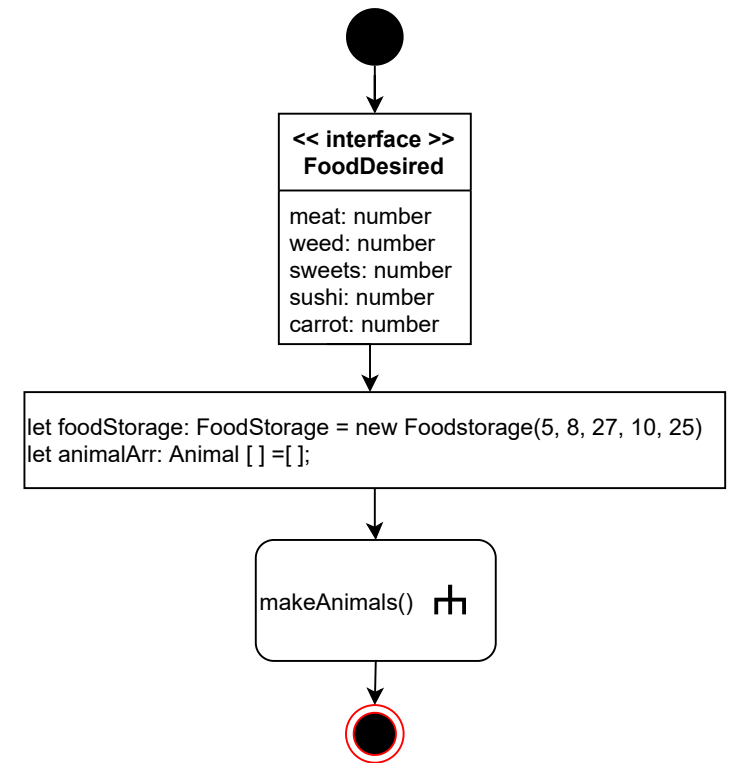 << interface >>
FoodDesired
meat: number
weed: number
sweets: number
sushi: number
carrot: number
let foodStorage: FoodStorage = new Foodstorage(5, 8, 27, 10, 25)
let animalArr: Animal [ ] =[ ];
makeAnimals()